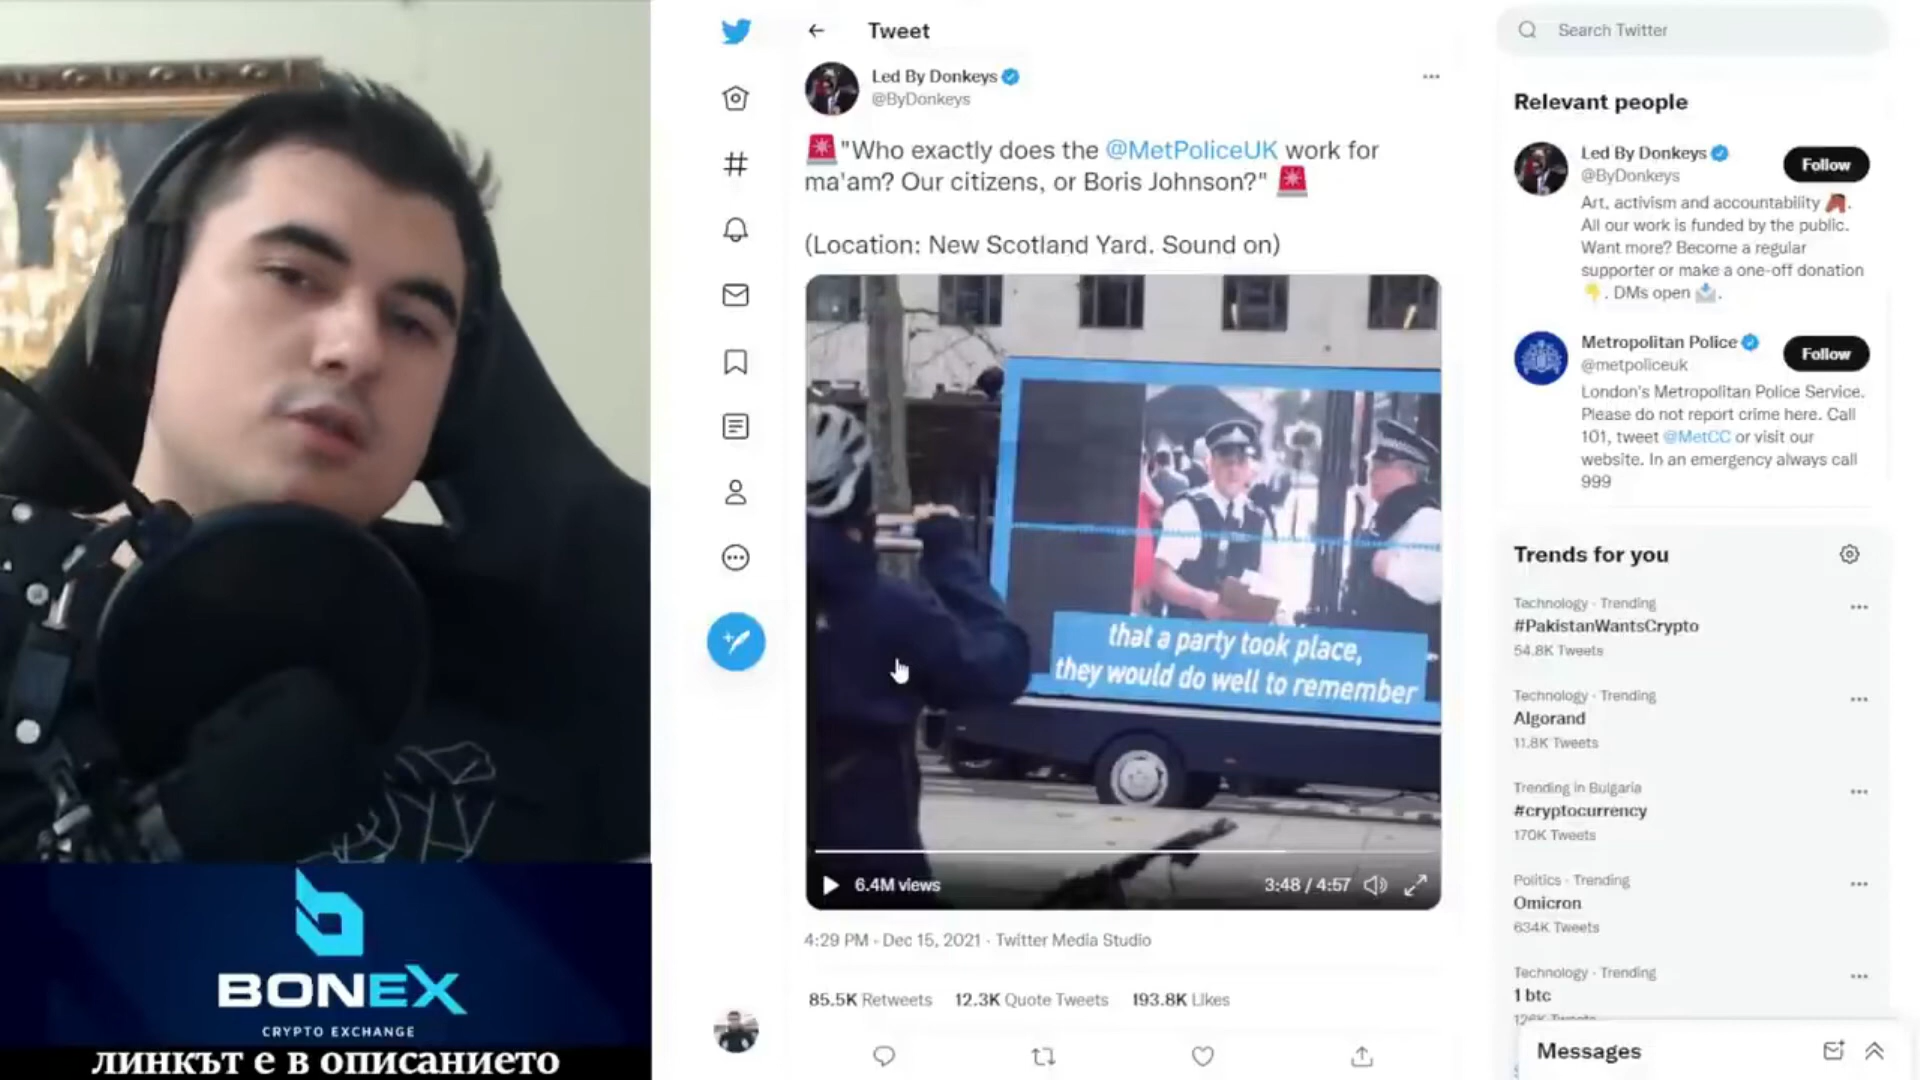 BONEX
CRYPTO EXCHANGE
ЛИНКЪТ Е В ОПИСАНИЕТО
Tweet
Led By Donkeys
@ByDonkeys
"Who exactly does the @MetPoliceUK work for
ma'am? Our citizens, or Boris Johnson?"
(Location: New Scotland Yard. Sound on)
that a party took place,
they would do well to remember
6.4M views
3:48 / 4:57
4:29 PM · Dec 15, 2021 · Twitter Media Studio
85.5K Retweets 12.3K Quote Tweets 193.8K Likes
Search Twitter
Relevant people
Led By Donkeys
Follow
@ByDonkeys
Art, activism and accountability
All our work is funded by the public.
Want more? Become a regular
supporter or make a one-off donation
. DMs open
Metropolitan Police
Follow
@metpoliceuk
London's Metropolitan Police Service.
Please do not report crime here. Call
101, tweet @MetCC or visit our
website. In an emergency always call
999
Trends for you
Technology · Trending
#PakistanWantsCrypto
54.8K Tweets
Technology · Trending
Algorand
11.8K Tweets
Trending in Bulgaria
#cryptocurrency
170K Tweets
Politics · Trending
Omicron
634K Tweets
Technology · Trending
1 btc
126K Tweets
Messages